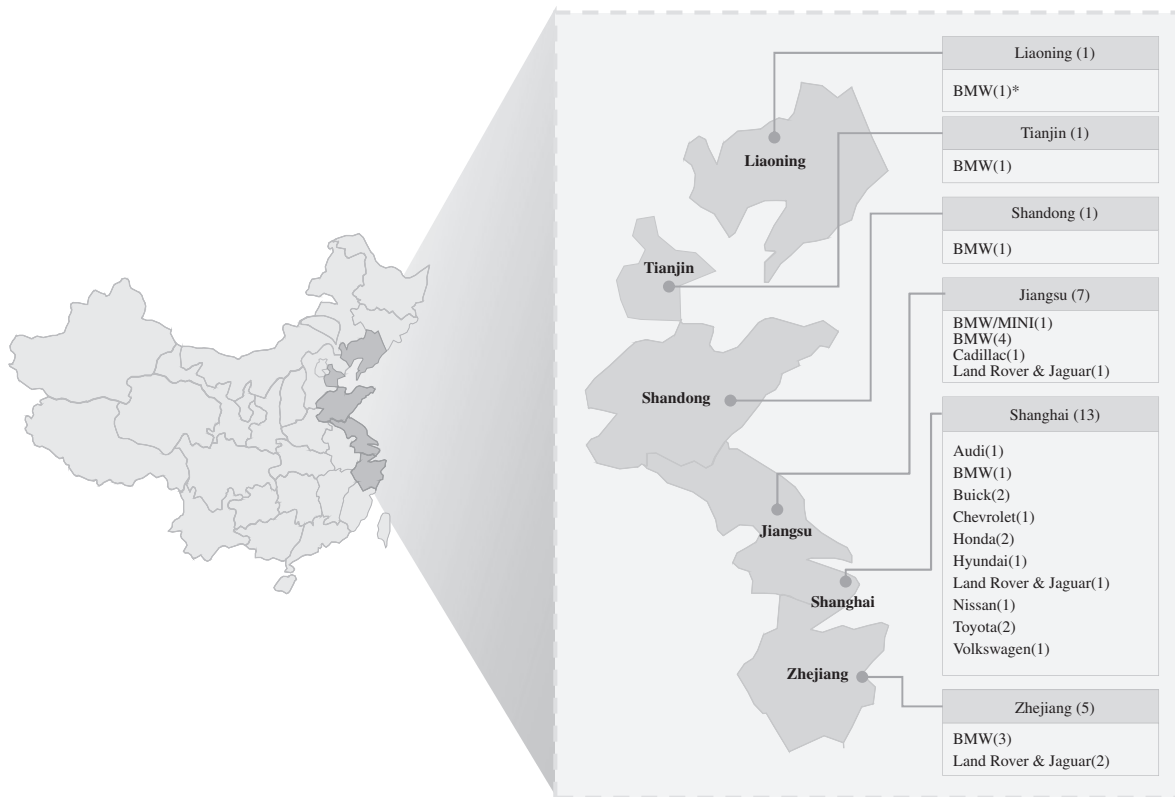 Liaoning (1)
BMW(1)*
Liaoning
Tianjin (1)
BMW(1)
Tianjin
Shandong (1)
BMW(1)
Shandong
Jiangsu (7)
BMW/MINI(1)
BMW(4)
Cadillac(1)
Land Rover & Jaguar(1)
Jiangsu
Shanghai (13)
Audi(1)
BMW(1)
Buick(2)
Chevrolet(1)
Honda(2)
Hyundai(1)
Land Rover & Jaguar(1)
Nissan(1)
Toyota(2)
Volkswagen(1)
Shanghai
Zhejiang
Zhejiang (5)
BMW(3)
Land Rover & Jaguar(2)